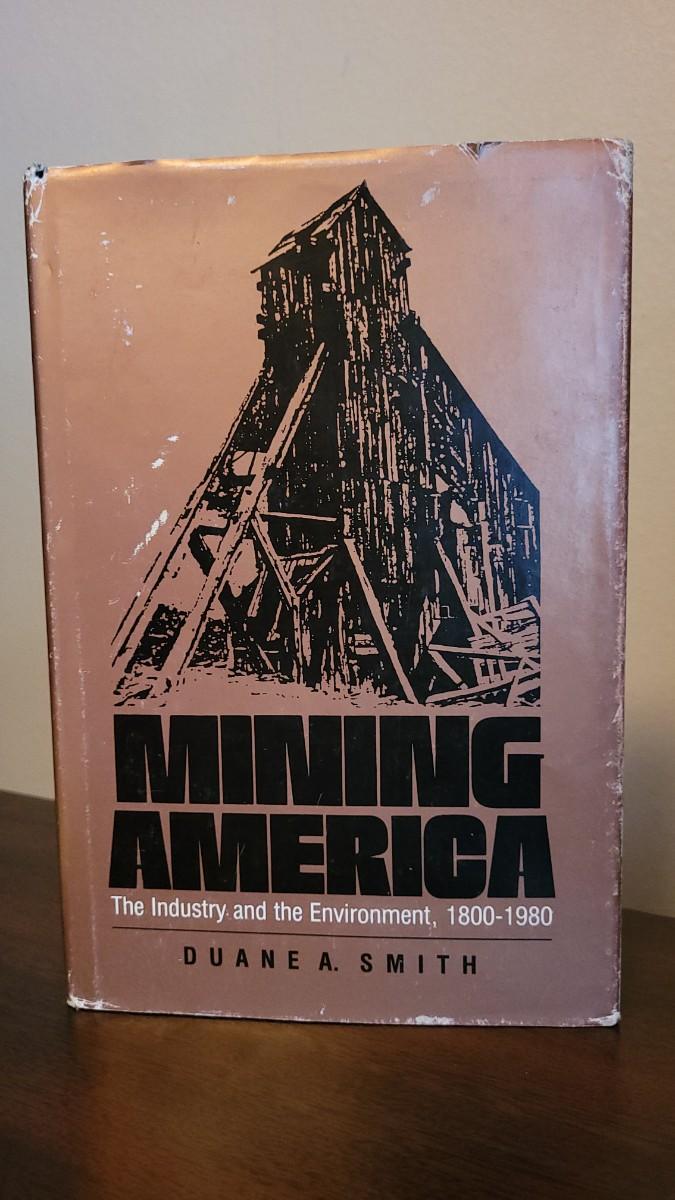 MINING
AMERICA
The Industry and the Environment, 1800-1980
DUANE A. SMITH